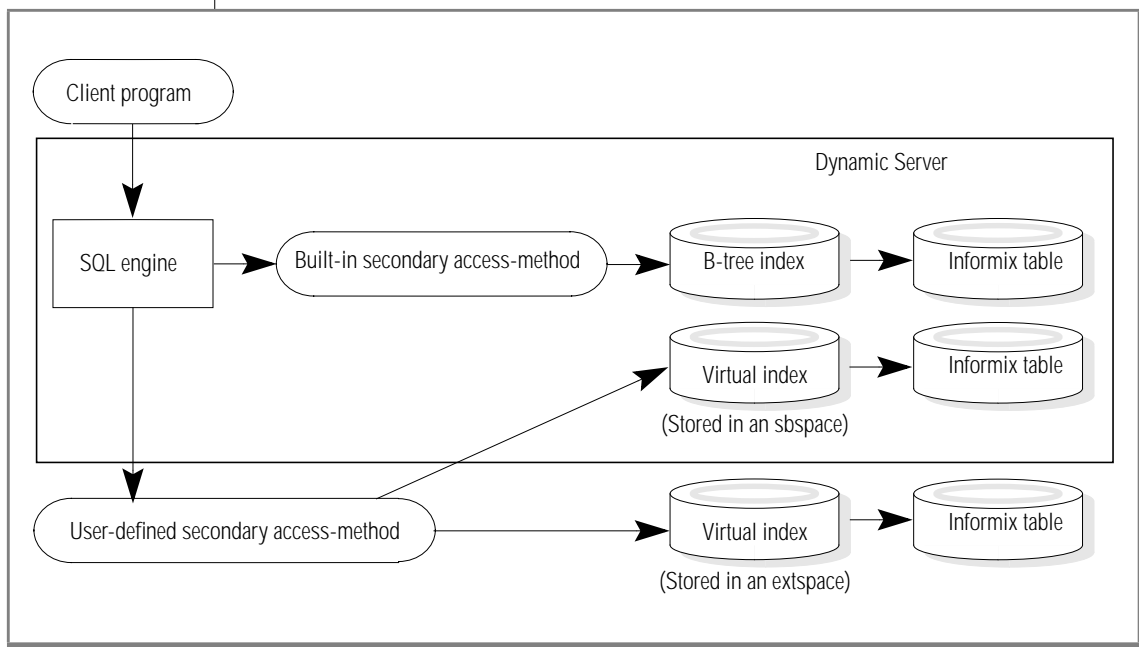 Client program
Dynamic Server
SQL engine
Built-in secondary access-method
B-tree index
Informix table
Virtual index
Informix table
(Stored in an sbspace)
User-defined secondary access-method
Virtual index
Informix table
(Stored in an extspace)